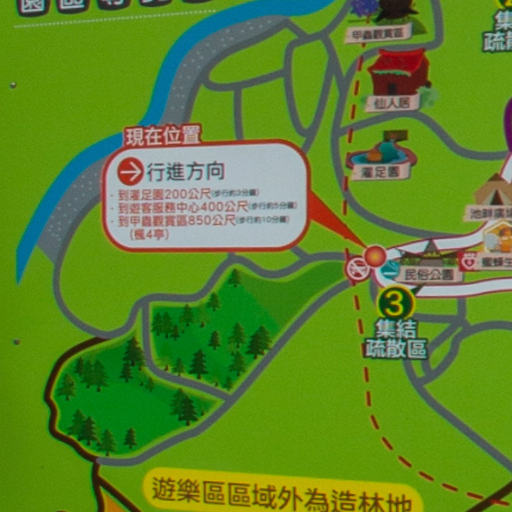 甲蟲觀賞區
集
疏散
仙人居
現在位置
行進方向
濯足園
・到濯足園200公尺(步行約3分鐘)
・到遊客服務中心400公尺(步行約5分鐘)
・到甲蟲觀賞區850公尺(步行約10分鐘)
(楓4亭)
民俗公園
3
集結
疏散區
遊樂區區域外為造林地